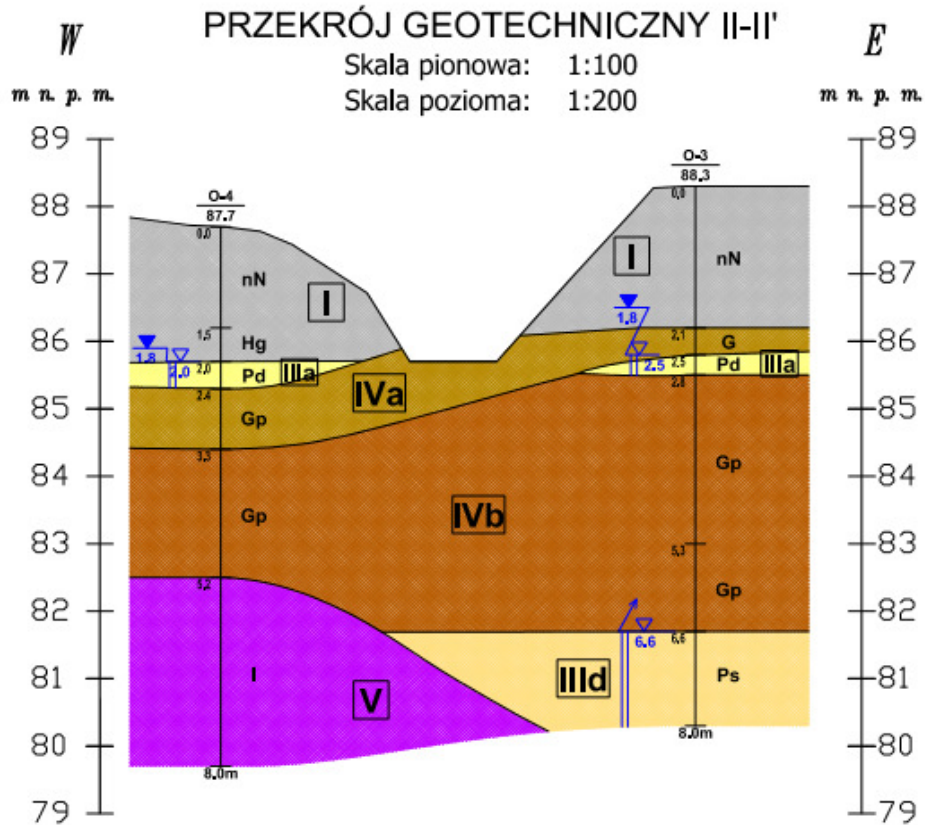 PRZEKRÓJ GEOTECHNICZNY II-II'
W
E
Skala pionowa: 1:100
Skala pozioma: 1:200
m n. p. m.
m n. p. m.
89
88
87
86
85
84
83
82
81
80
79
89
88
87
86
85
84
83
82
81
80
79
O-4
87.7
0,0
nN
I
1,5
Hg
1.8
2.0
2,0
Pd
IIIa
2.4
Gp
IVa
3,3
Gp
IVb
5,2
I
V
8.0m
O-3
88.3
0,0
I
nN
1.8
2,1
G
2.5
2.5
Pd
IIIa
2.8
Gp
5,3
Gp
6.6
6,6
IIId
Ps
8.0m